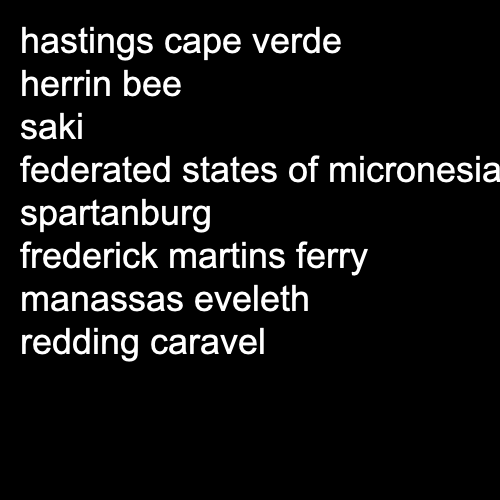 hastings cape verde
herrin bee
saki
federated states of micronesia
spartanburg
frederick martins ferry
manassas eveleth
redding caravel